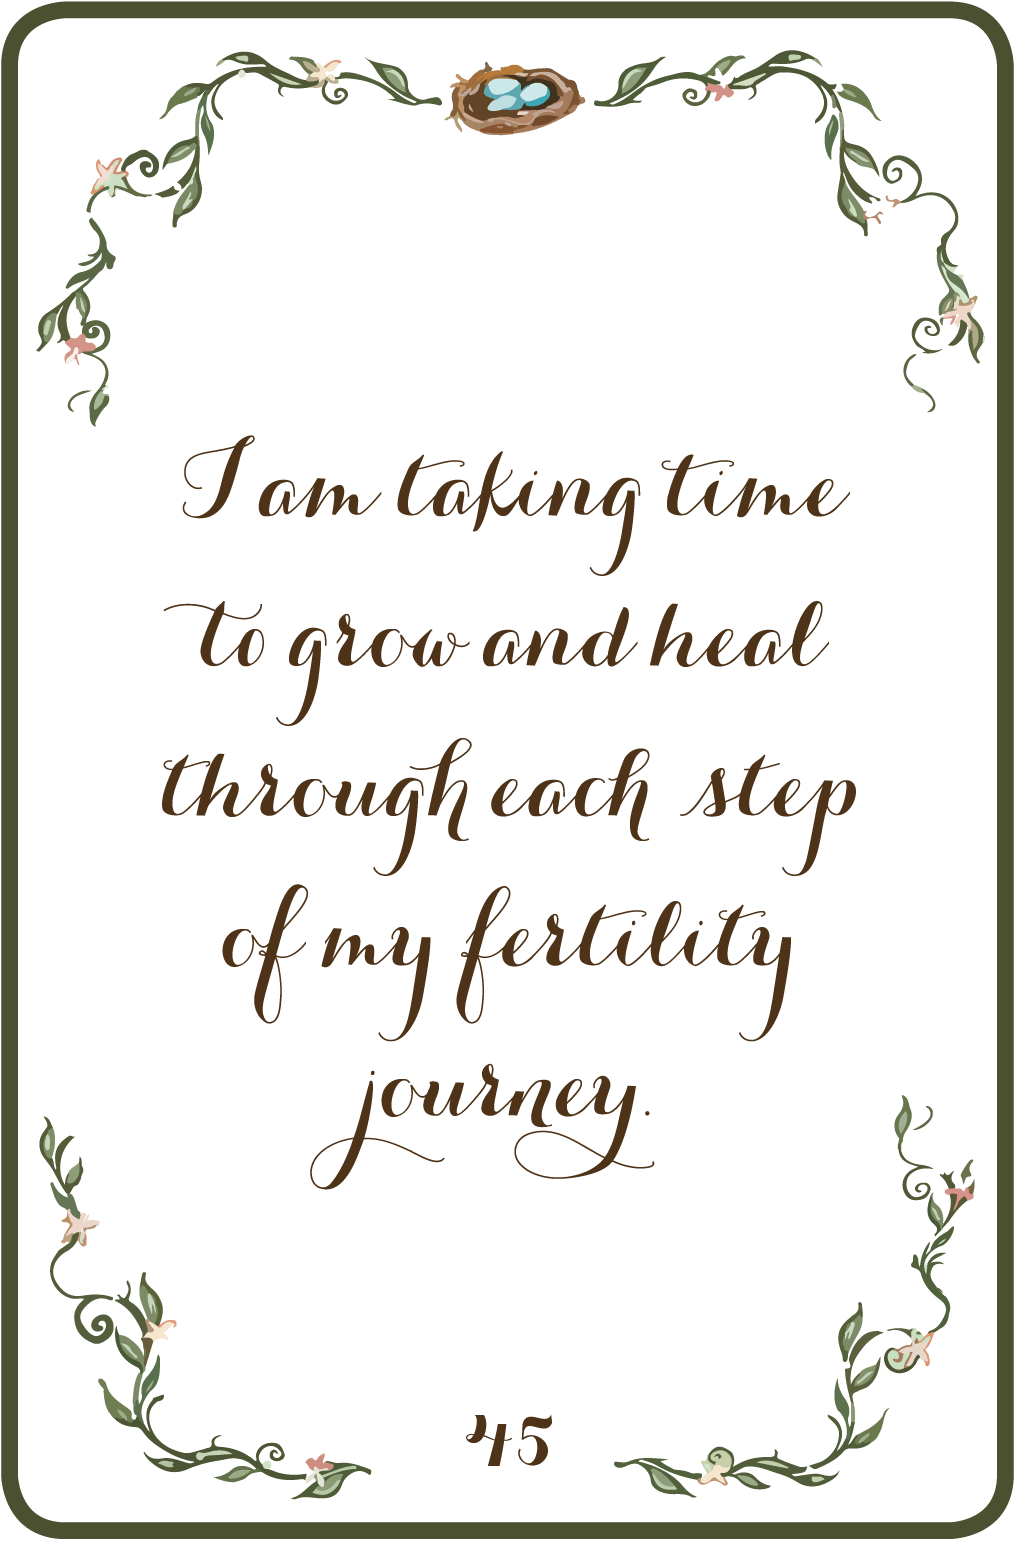 I am taking time
to grow and heal
through each step
of my fertility
journey.
45